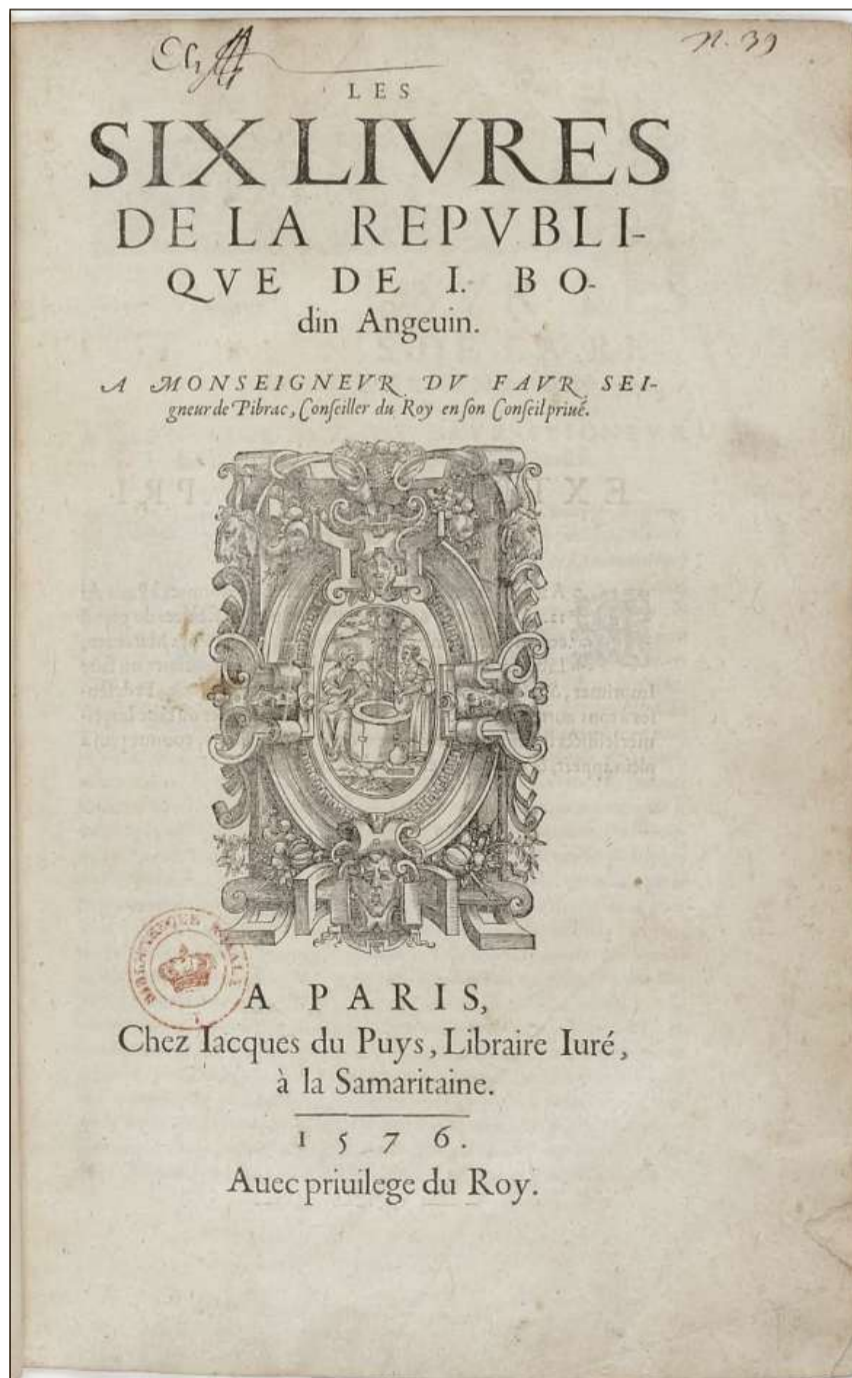 n. 39
LES
SIX LIVRES
DE LA REPVBLI-
QVE DE I. BO-
din Angeuin.
A MONSEIGNEVR DV FAVR SEI-
gneur de Pibrac, Conſeiller du Roy en ſon Conſeil priué.
A PARIS,
Chez Iacques du Puys, Libraire Iuré,
à la Samaritaine.
1576.
Auec priuilege du Roy.